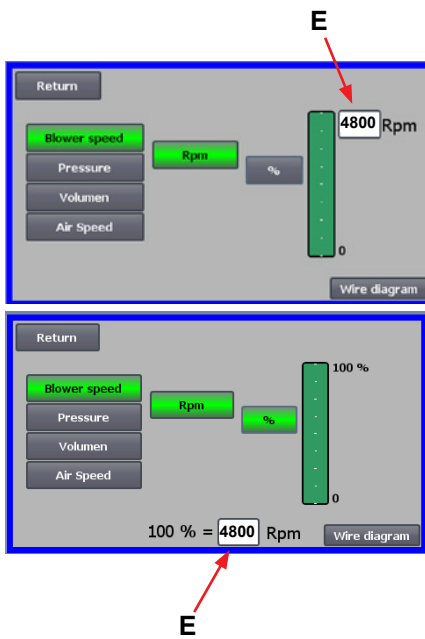 E
Return
4800 Rpm
Blower speed
Rpm
Pressure
%
Volumen
Air Speed
0
Wire diagram
Return
100 %
Blower speed
Rpm
Pressure
%
Volumen
Air Speed
0
100 % = 4800 Rpm
Wire diagram
E